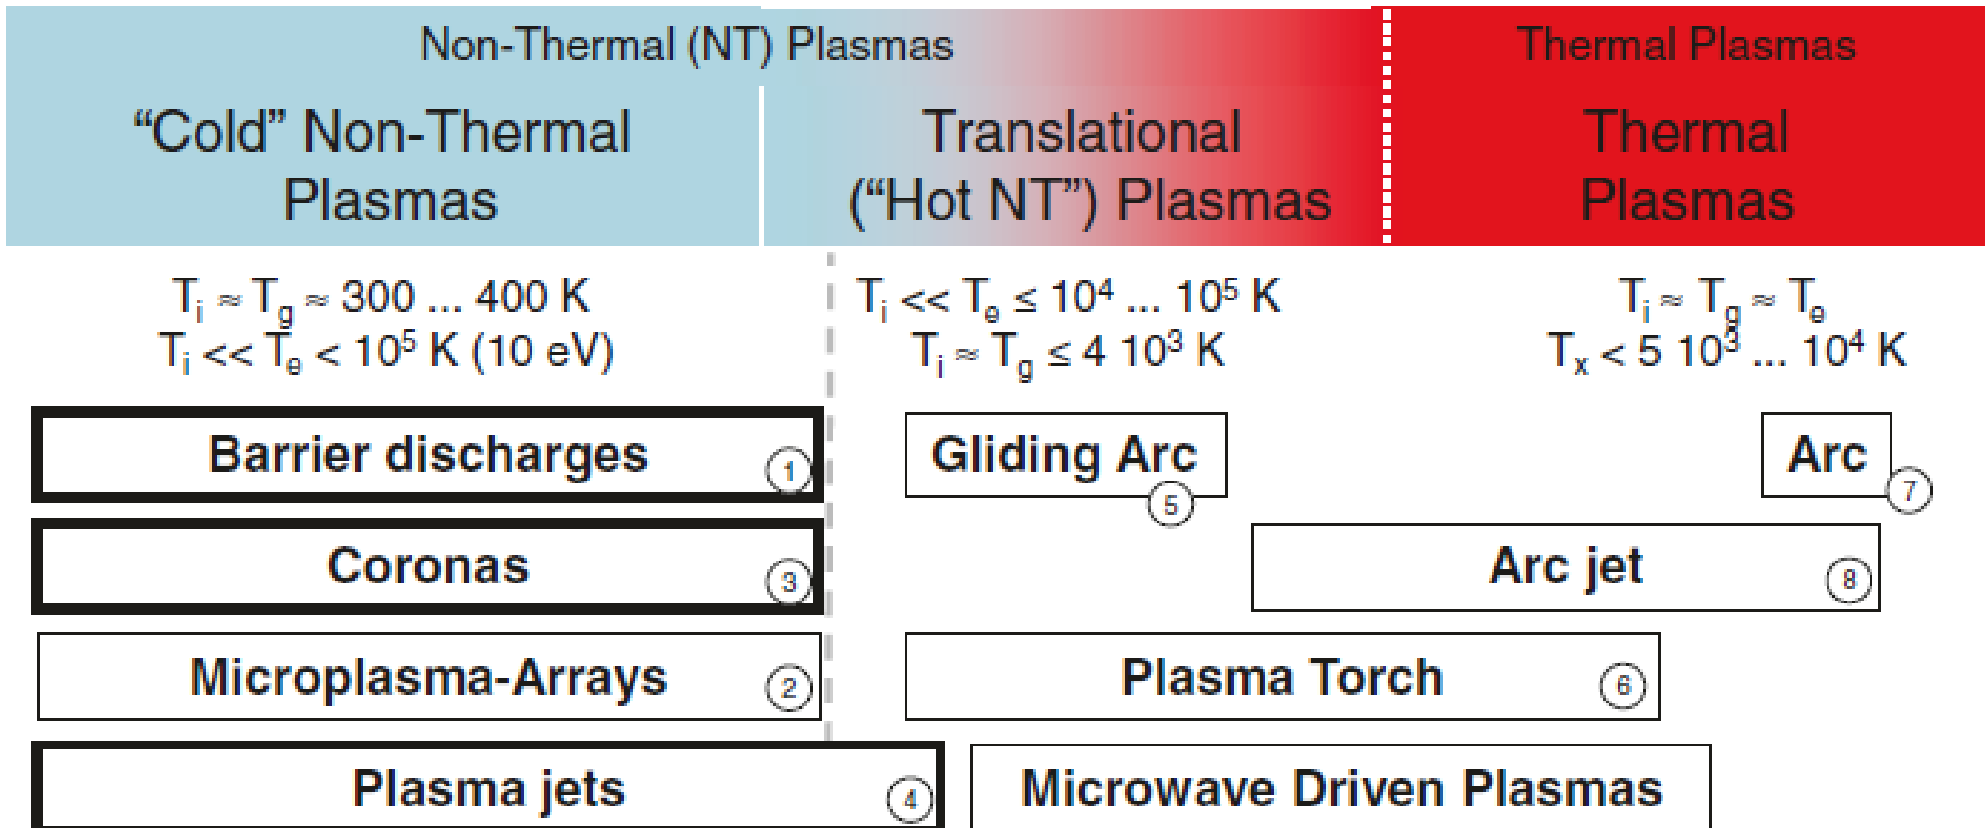 Non-Thermal (NT) Plasmas
Thermal Plasmas
“Cold” Non-Thermal
Plasmas
Translational
(“Hot NT”) Plasmas
Thermal
Plasmas
Tᵢ ≈ T_g ≈ 300 ... 400 K
Tᵢ << Tₑ < 10⁵ K (10 eV)
Tᵢ << Tₑ ≤ 10⁴ ... 10⁵ K
Tᵢ ≈ T_g ≤ 4 10³ K
Tᵢ ≈ T_g ≈ Tₑ
Tₓ < 5 10³ ... 10⁴ K
Barrier discharges
1
Gliding Arc
5
Arc
7
Coronas
3
Arc jet
8
Microplasma-Arrays
2
Plasma Torch
6
Plasma jets
4
Microwave Driven Plasmas